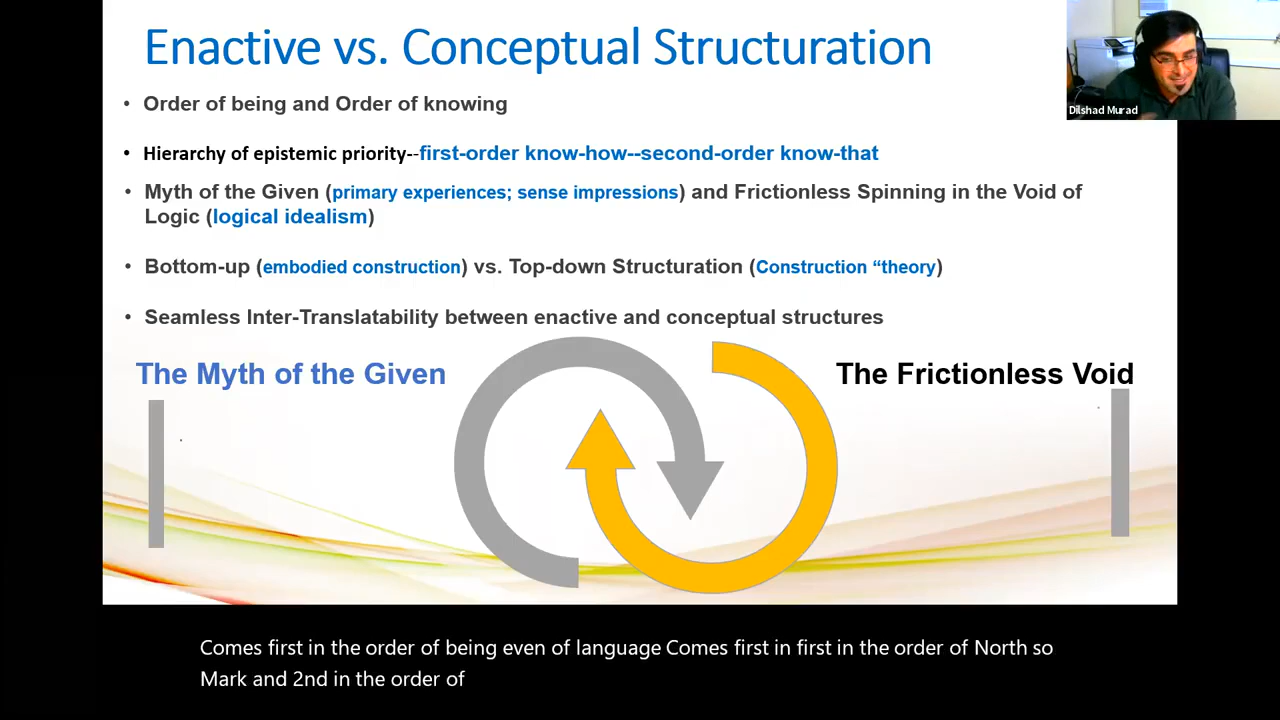 Enactive vs. Conceptual Structuration
• Order of being and Order of knowing
• Hierarchy of epistemic priority--first-order know-how--second-order know-that
• Myth of the Given (primary experiences; sense impressions) and Frictionless Spinning in the Void of
Logic (logical idealism)
• Bottom-up (embodied construction) vs. Top-down Structuration (Construction “theory)
• Seamless Inter-Translatability between enactive and conceptual structures
The Myth of the Given
The Frictionless Void
Dilshad Murad
Comes first in the order of being even of language Comes first in first in the order of North so
Mark and 2nd in the order of